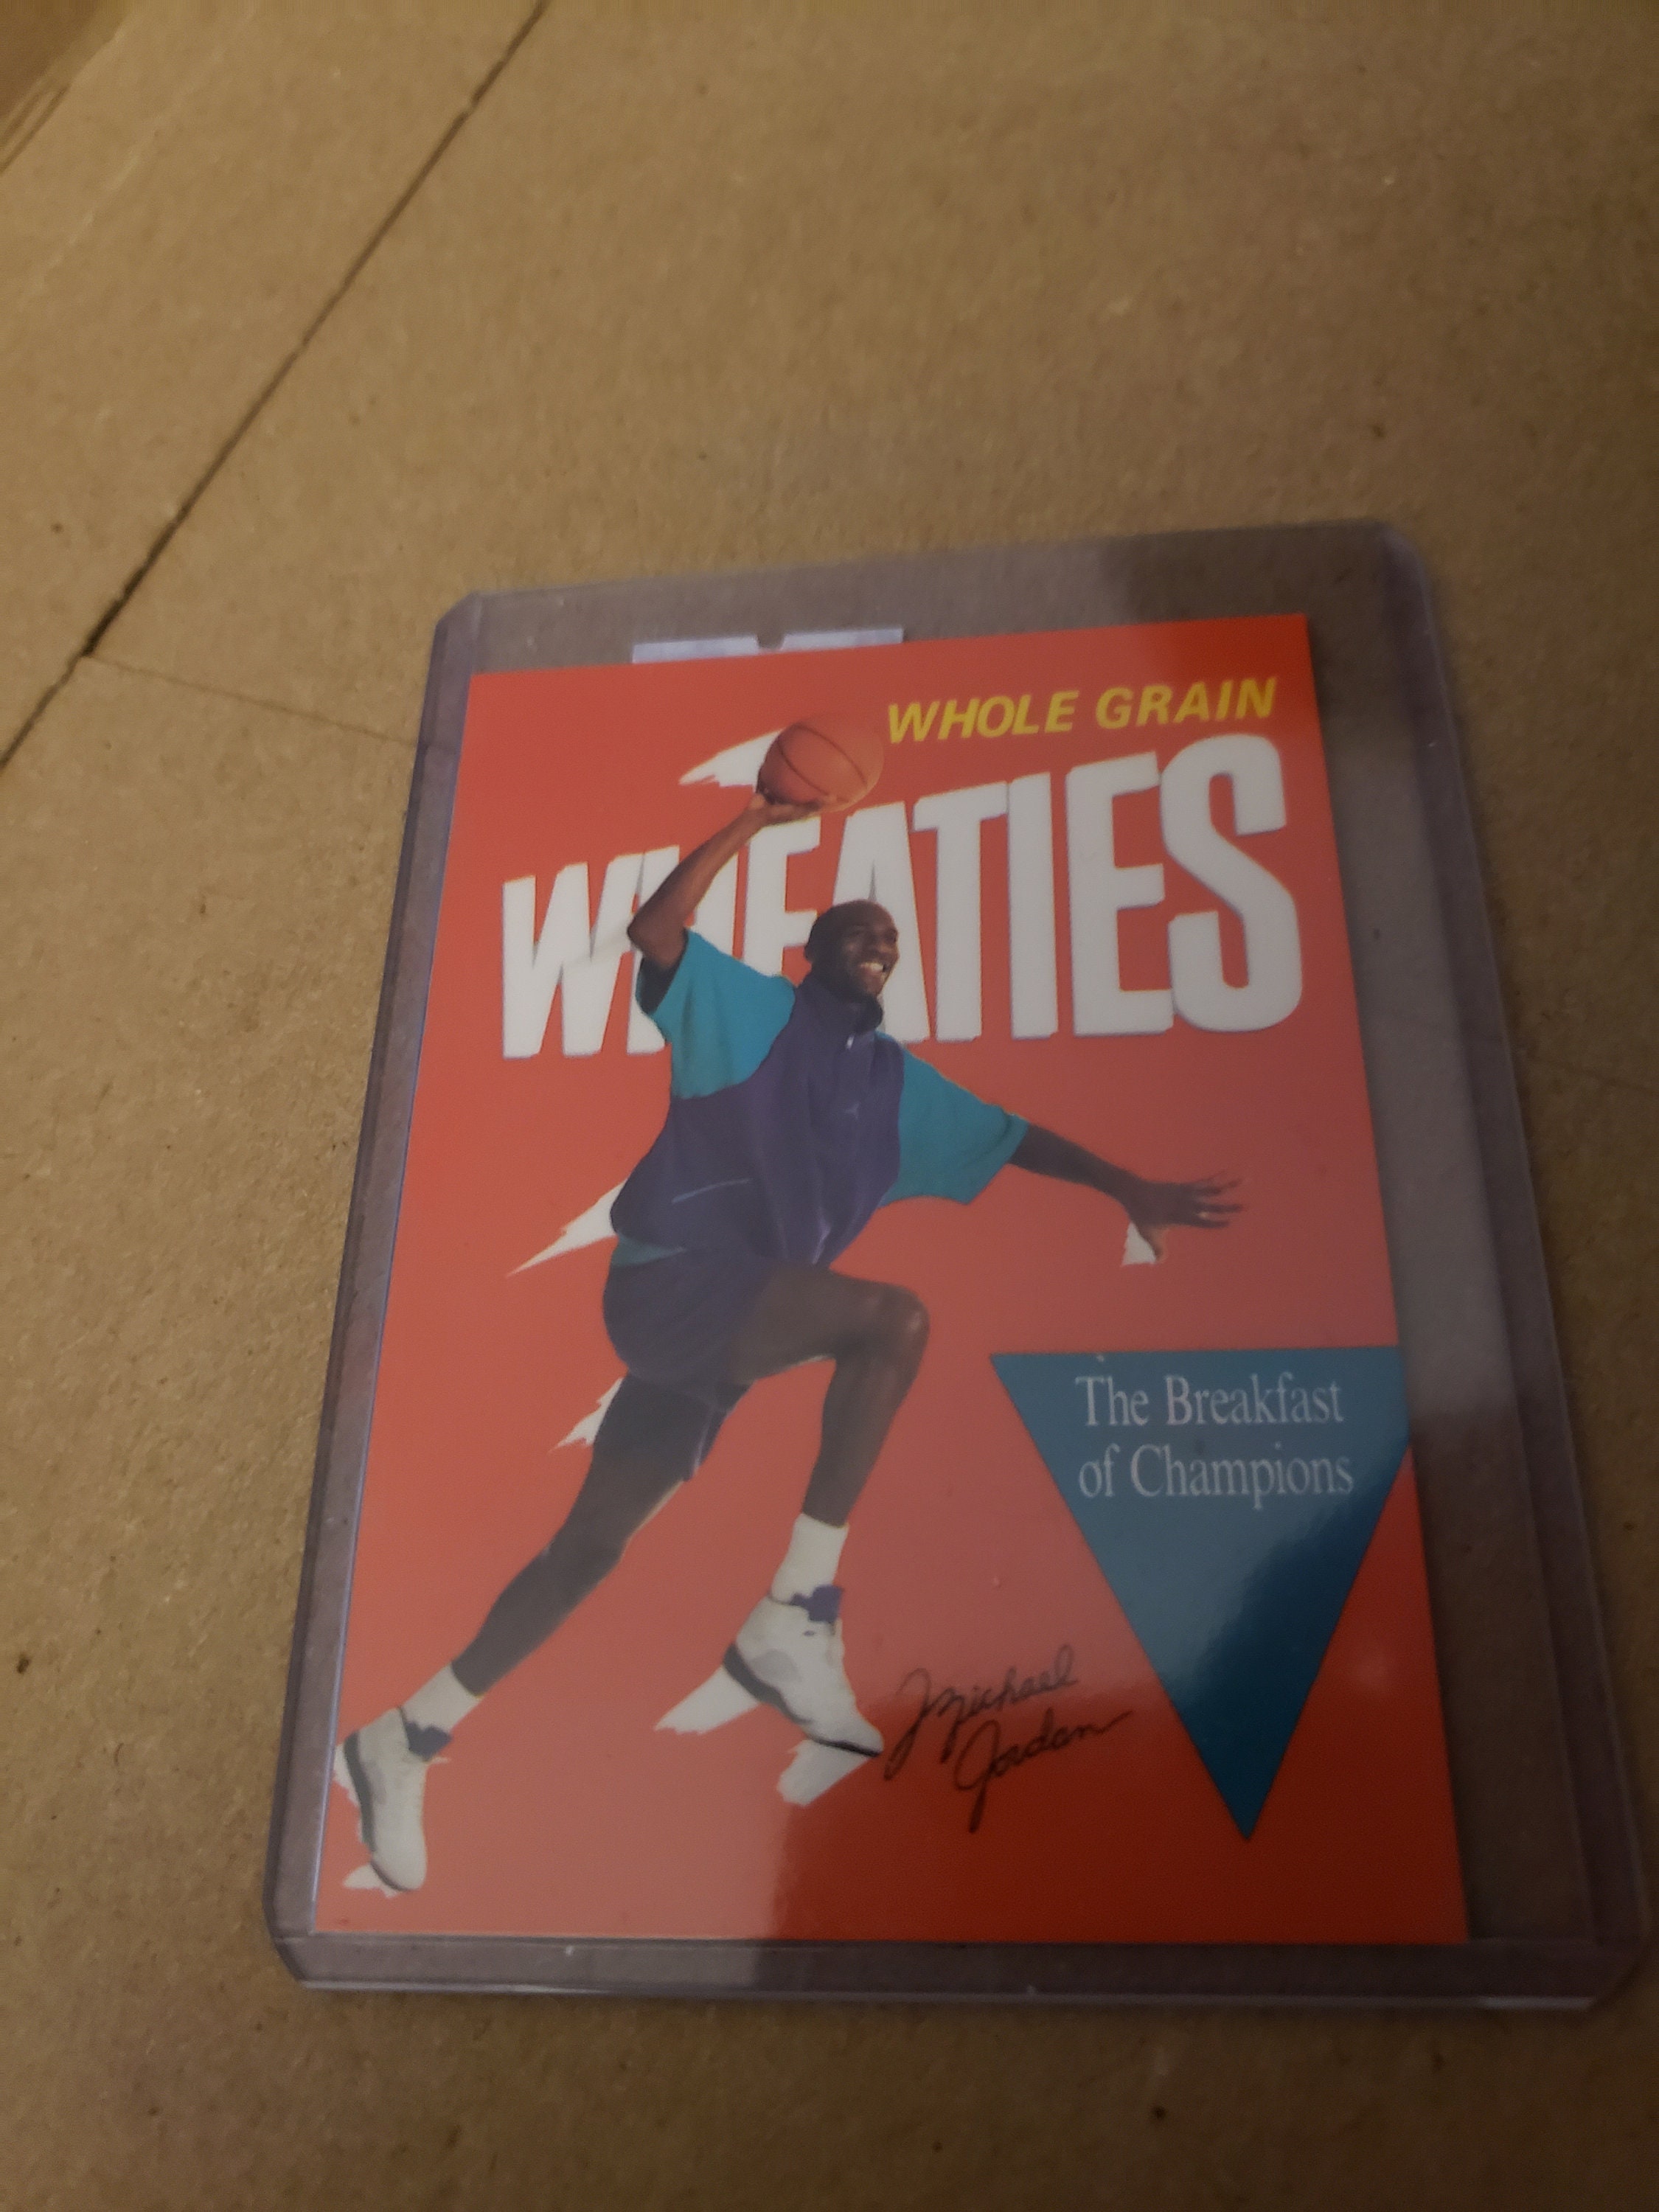 WHOLE GRAIN
WHEATIES
The Breakfast
of Champions
Michael
Jordan